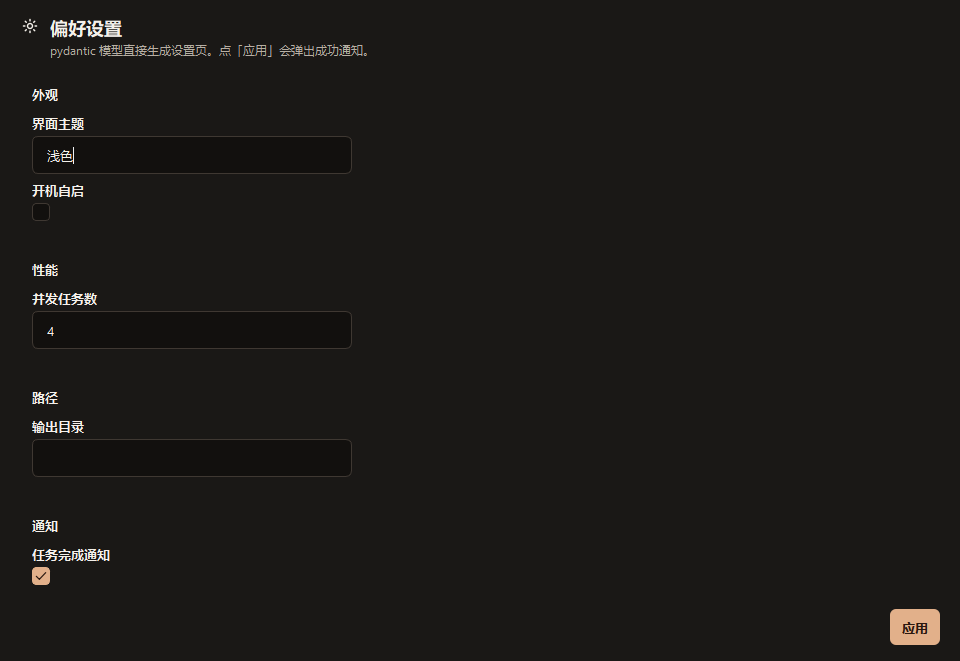 偏好设置
pydantic 模型直接生成设置页。点「应用」会弹出成功通知。
外观
界面主题
浅色
开机自启
性能
并发任务数
4
路径
输出目录
通知
任务完成通知
应用